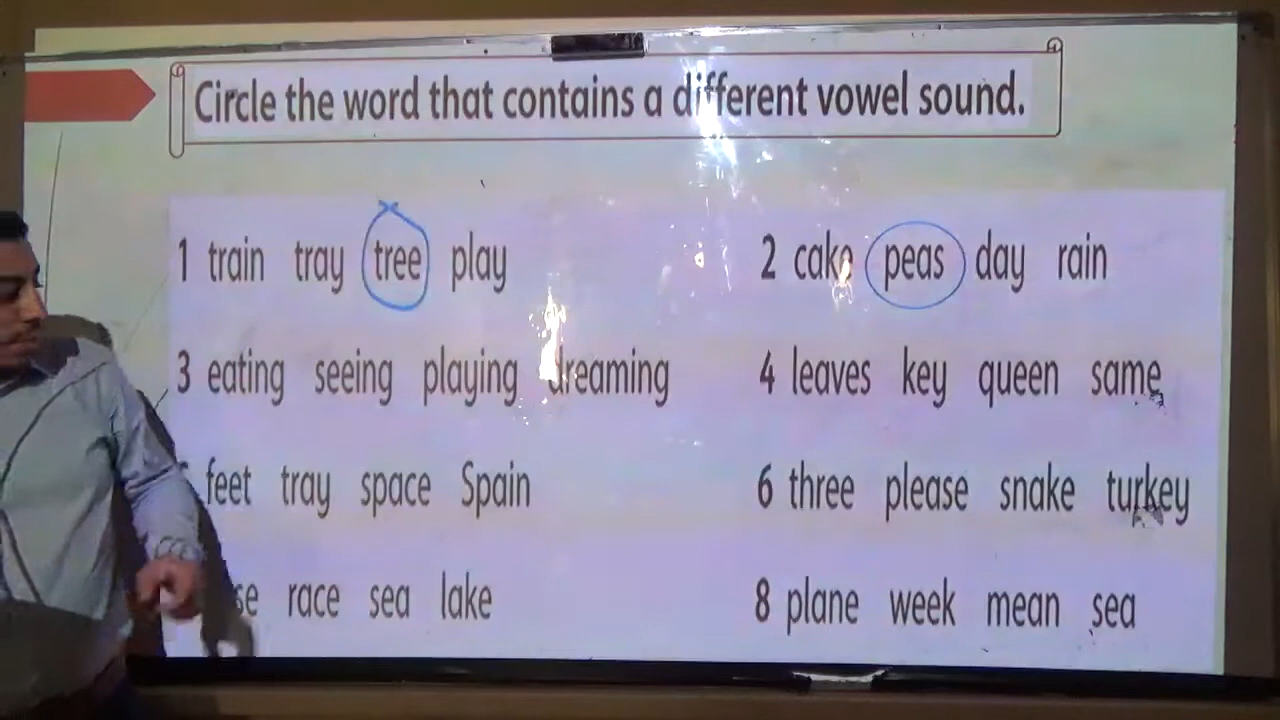 Circle the word that contains a different vowel sound.
1 train tray tree play
2 cake peas day rain
3 eating seeing playing dreaming
4 leaves key queen same
feet tray space Spain
6 three please snake turkey
race sea lake
8 plane week mean sea